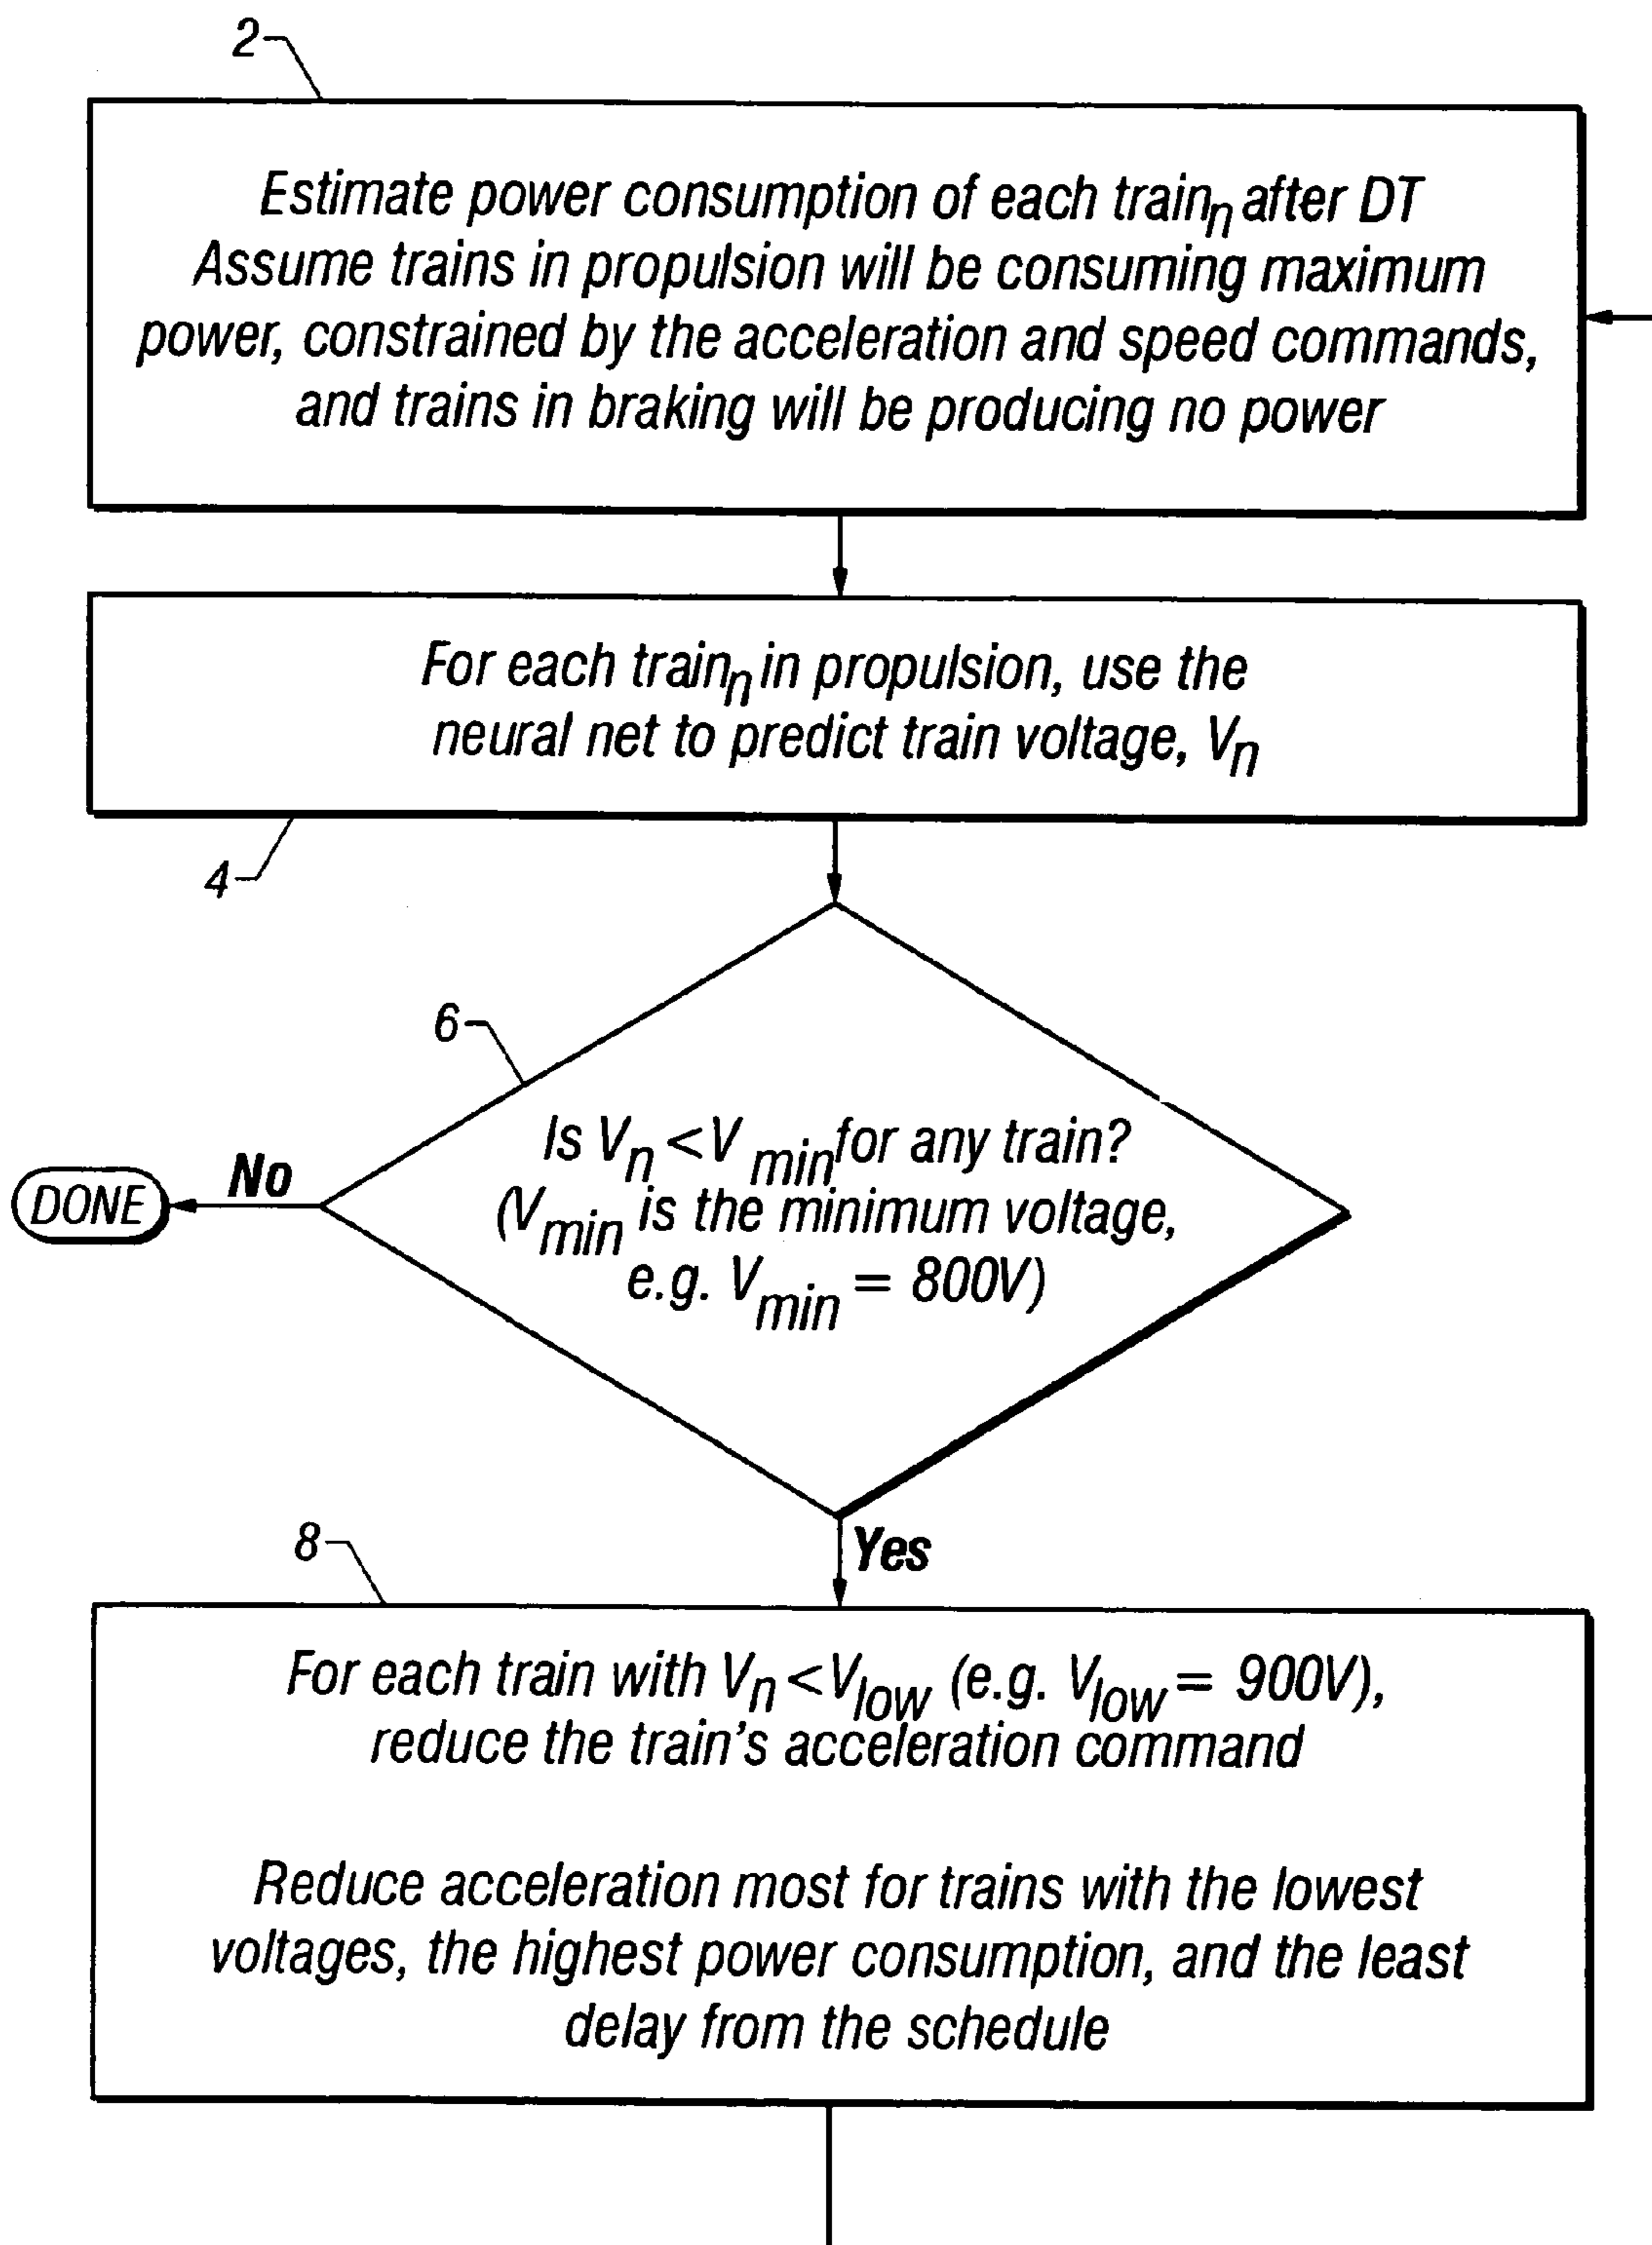 2
Estimate power consumption of each trainn after DT
Assume trains in propulsion will be consuming maximum
power, constrained by the acceleration and speed commands,
and trains in braking will be producing no power
For each trainn in propulsion, use the
neural net to predict train voltage, Vn
4
6
Is Vn < Vmin for any train?
(Vmin is the minimum voltage,
e.g. Vmin = 800V)
No
DONE
Yes
8
For each train with Vn < Vlow (e.g. Vlow = 900V),
reduce the train's acceleration command
Reduce acceleration most for trains with the lowest
voltages, the highest power consumption, and the least
delay from the schedule